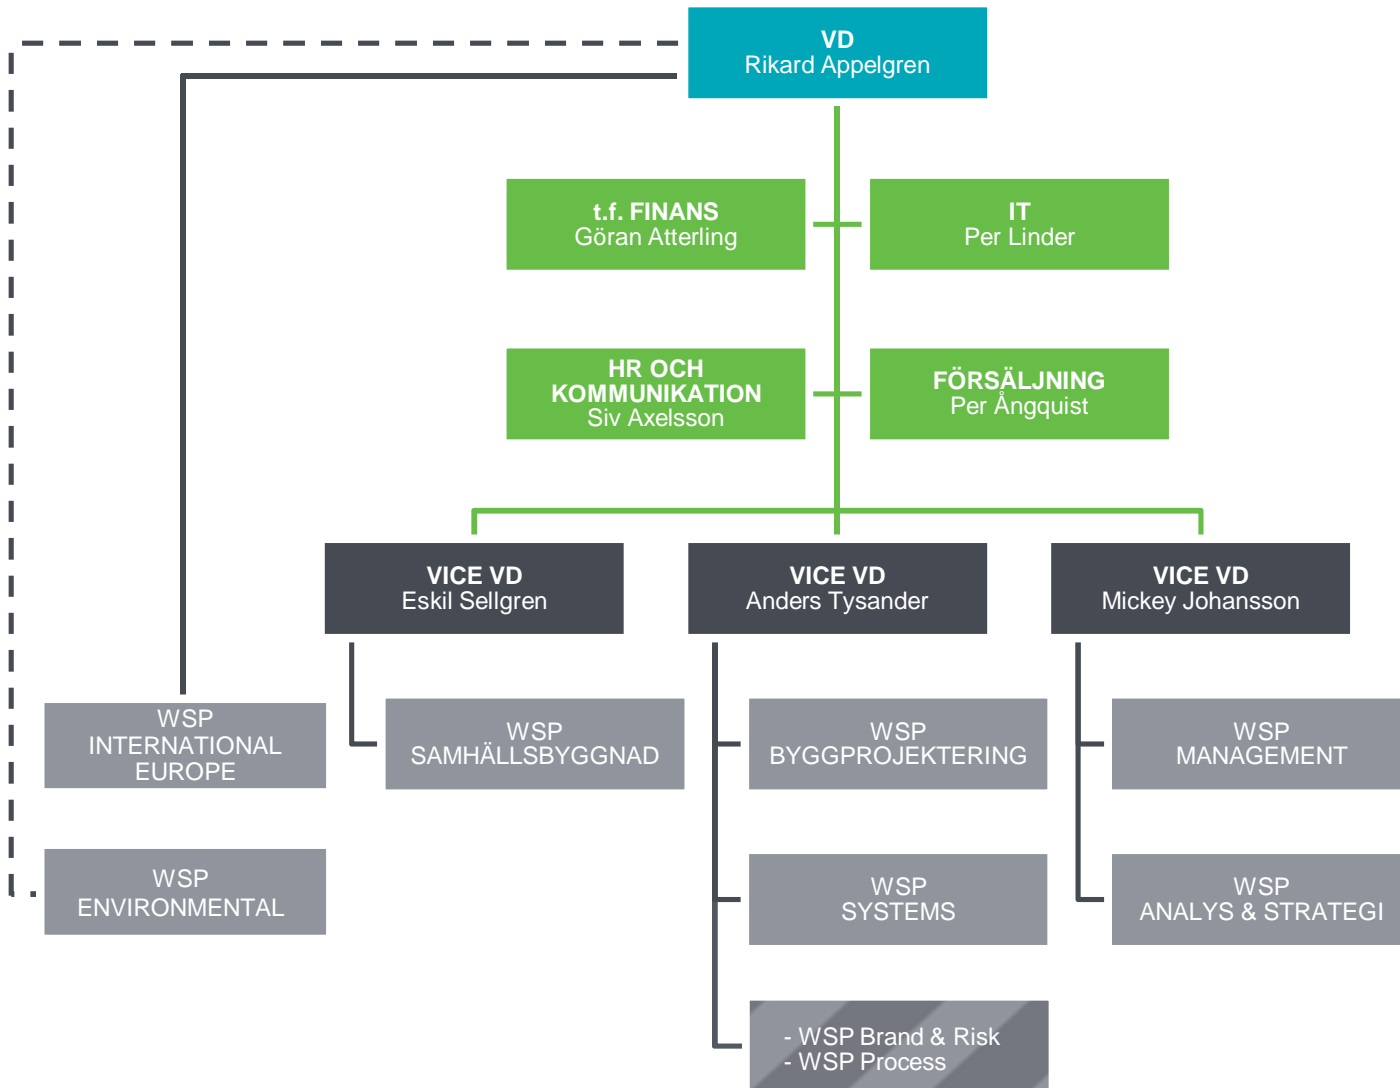 VD
Rikard Appelgren
t.f. FINANS
Göran Atterling
IT
Per Linder
HR OCH
KOMMUNIKATION
Siv Axelsson
FÖRSÄLJNING
Per Ångquist
VICE VD
Eskil Sellgren
VICE VD
Anders Tysander
VICE VD
Mickey Johansson
WSP
INTERNATIONAL
EUROPE
WSP
SAMHÄLLSBYGGNAD
WSP
BYGGPROJEKTERING
WSP
MANAGEMENT
WSP
ENVIRONMENTAL
WSP
SYSTEMS
WSP
ANALYS & STRATEGI
- WSP Brand & Risk
- WSP Process